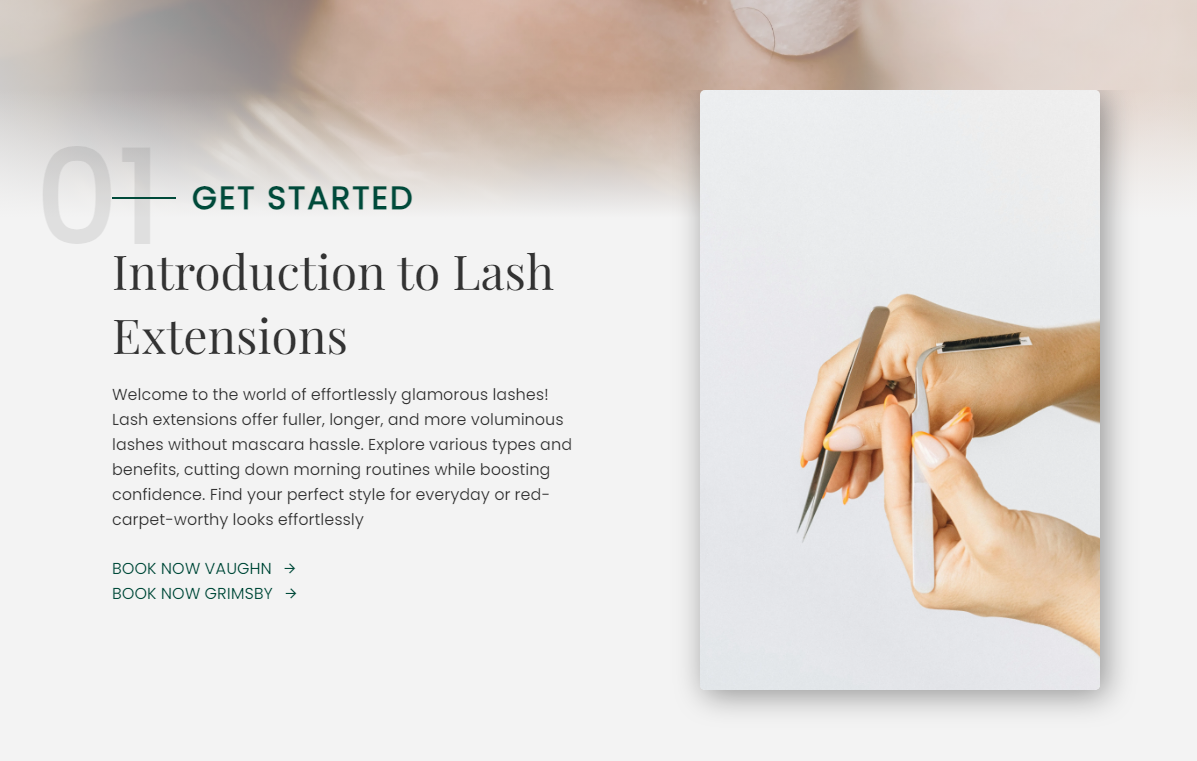 01
GET STARTED
Introduction to Lash
Extensions
Welcome to the world of effortlessly glamorous lashes!
Lash extensions offer fuller, longer, and more voluminous
lashes without mascara hassle. Explore various types and
benefits, cutting down morning routines while boosting
confidence. Find your perfect style for everyday or red-
carpet-worthy looks effortlessly
BOOK NOW VAUGHN →
BOOK NOW GRIMSBY →